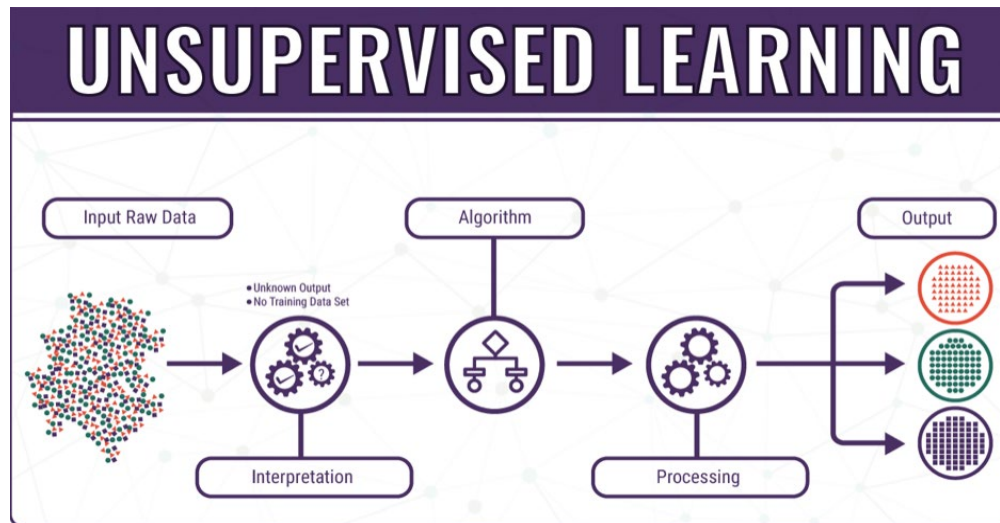 UNSUPERVISED LEARNING
Input Raw Data
Algorithm
Output
• Unknown Output
• No Training Data Set
?
Interpretation
Processing